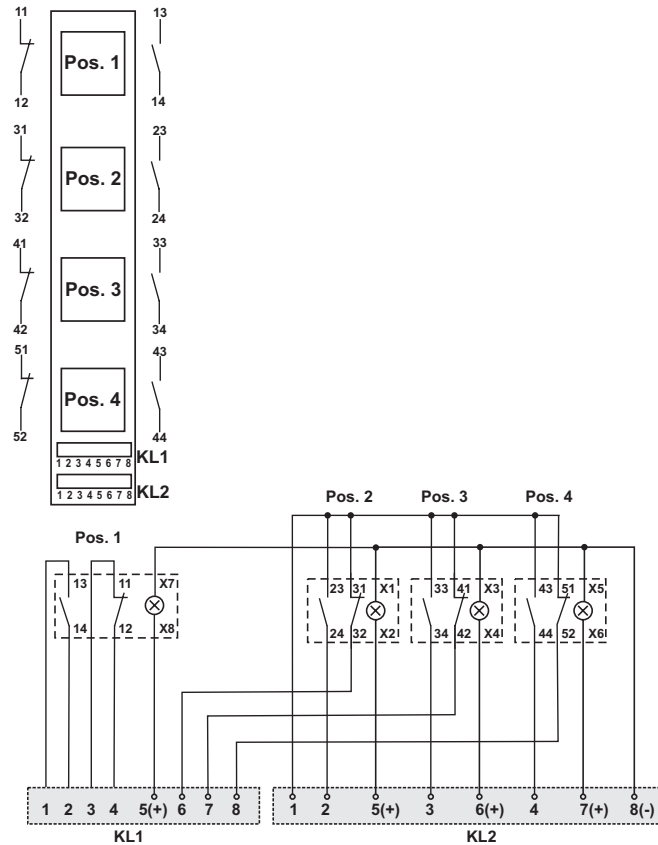 11 13
Pos. 1
12 14
31 23
Pos. 2
32 24
41 33
Pos. 3
42 34
51 43
Pos. 4
52 44
KL1
1 2 3 4 5 6 7 8
KL2
1 2 3 4 5 6 7 8
Pos. 2 Pos. 3 Pos. 4
Pos. 1
13 11 X7
23 31 X1 33 41 X3 43 51 X5
14 12 X8
24 32 X2 34 42 X4 44 52 X6
1 2 3 4 5(+) 6 7 8
1 2 5(+) 3 6(+) 4 7(+) 8(-)
KL1 KL2